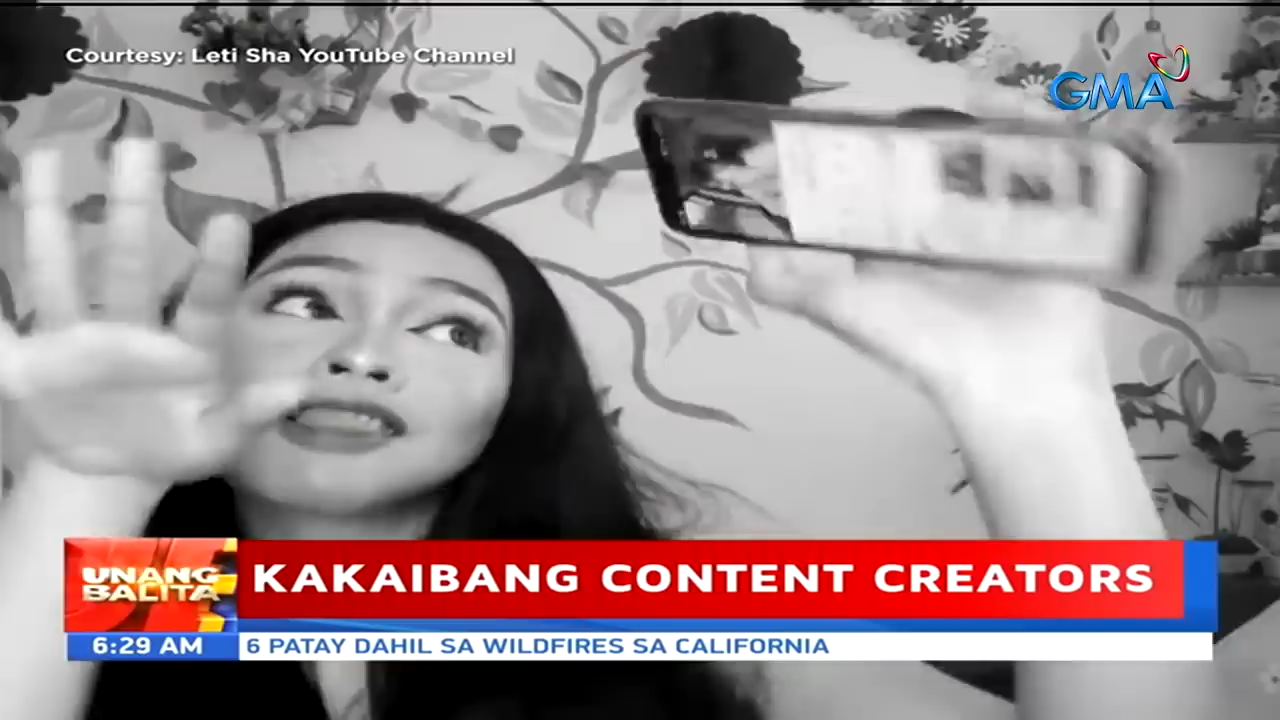 Courtesy: Leti Sha YouTube Channel
GMA
UNANG
BALITA
KAKAIBANG CONTENT CREATORS
6:29 AM
6 PATAY DAHIL SA WILDFIRES SA CALIFORNIA